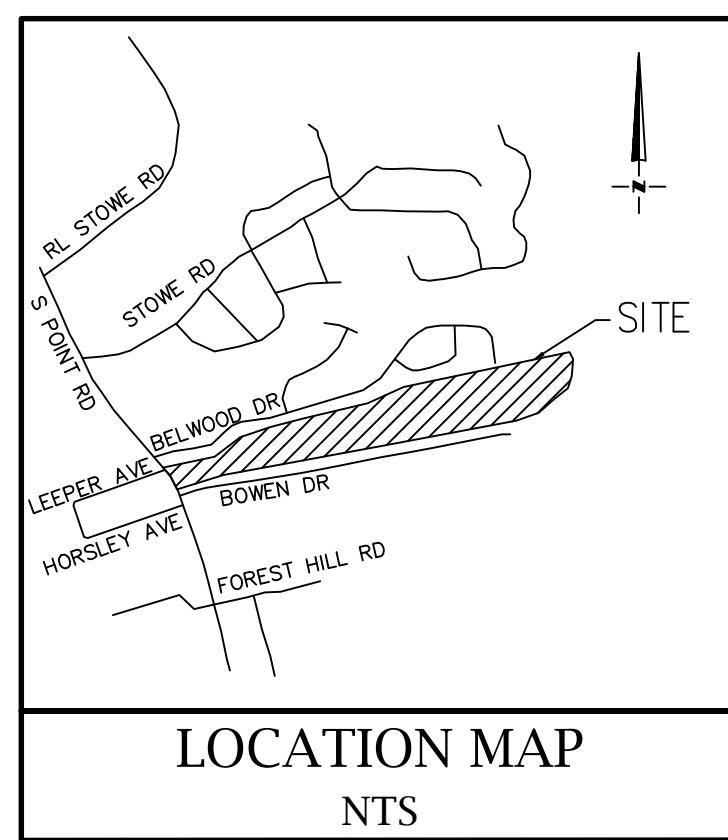 RL STOWE RD
N
STOWE RD
SITE
S POINT RD
BELWOOD DR
LEEPER AVE
BOWEN DR
HORSLEY AVE
FOREST HILL RD
LOCATION MAP
NTS